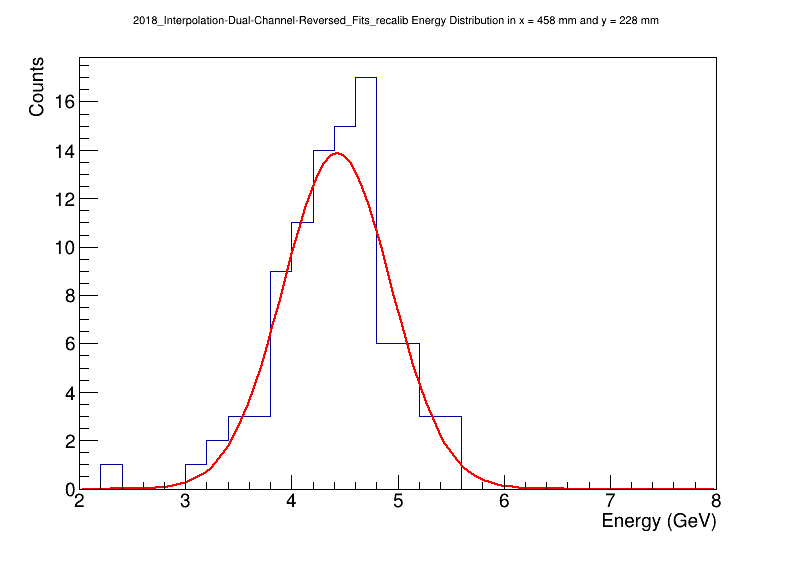 2018_Interpolation-Dual-Channel-Reversed_Fits_recalib Energy Distribution in x = 458 mm and y = 228 mm
Counts
16
14
12
10
8
6
4
2
0
2 3 4 5 6 7 8
Energy (GeV)